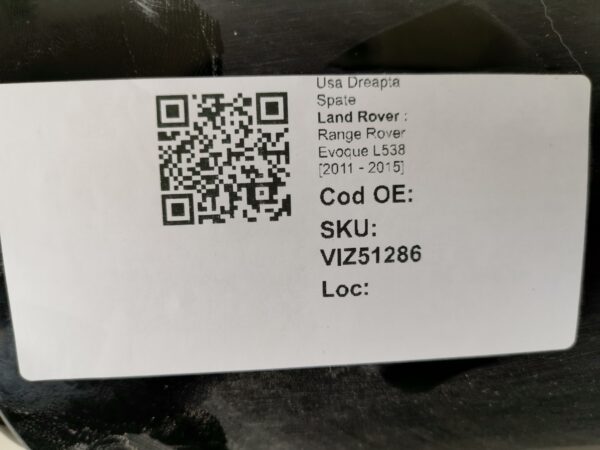 Usa Dreapta
Spate
Land Rover :
Range Rover
Evoque L538
[2011 - 2015]
Cod OE:
SKU:
VIZ51286
Loc: